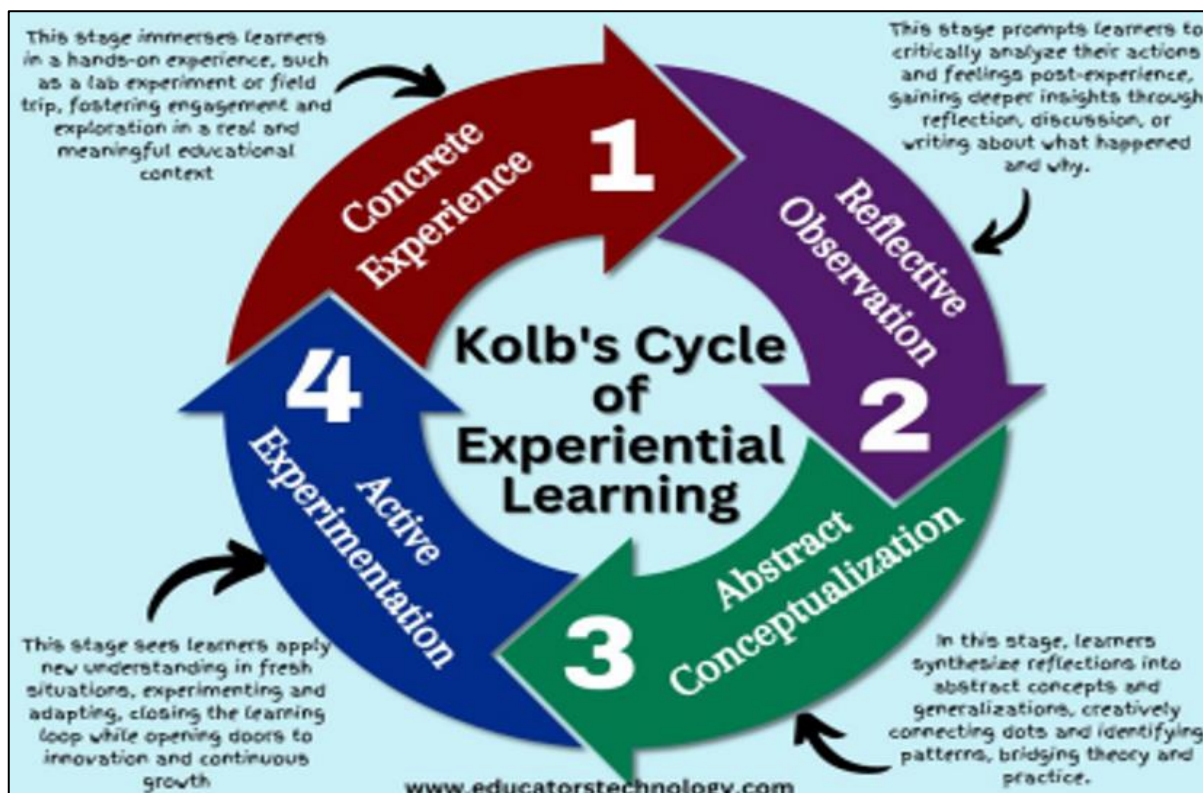 This stage immerses learners
in a hands-on experience, such
as a lab experiment or field
trip, fostering engagement and
exploration in a real and
meaningful educational
context
This stage prompts learners to
critically analyze their actions
and feelings post-experience,
gaining deeper insights through
reflection, discussion, or
writing about what happened
and why.
1
Concrete
Experience
Reflective
Observation
2
Kolb's Cycle
of
Experiential
Learning
Abstract
Conceptualization
3
4
Active
Experimentation
This stage sees learners apply
new understanding in fresh
situations, experimenting and
adapting, closing the learning
loop while opening doors to
innovation and continuous
growth
In this stage, learners
synthesize reflections into
abstract concepts and
generalizations, creatively
connecting dots and identifying
patterns, bridging theory and
practice.
www.educatorstechnology.com